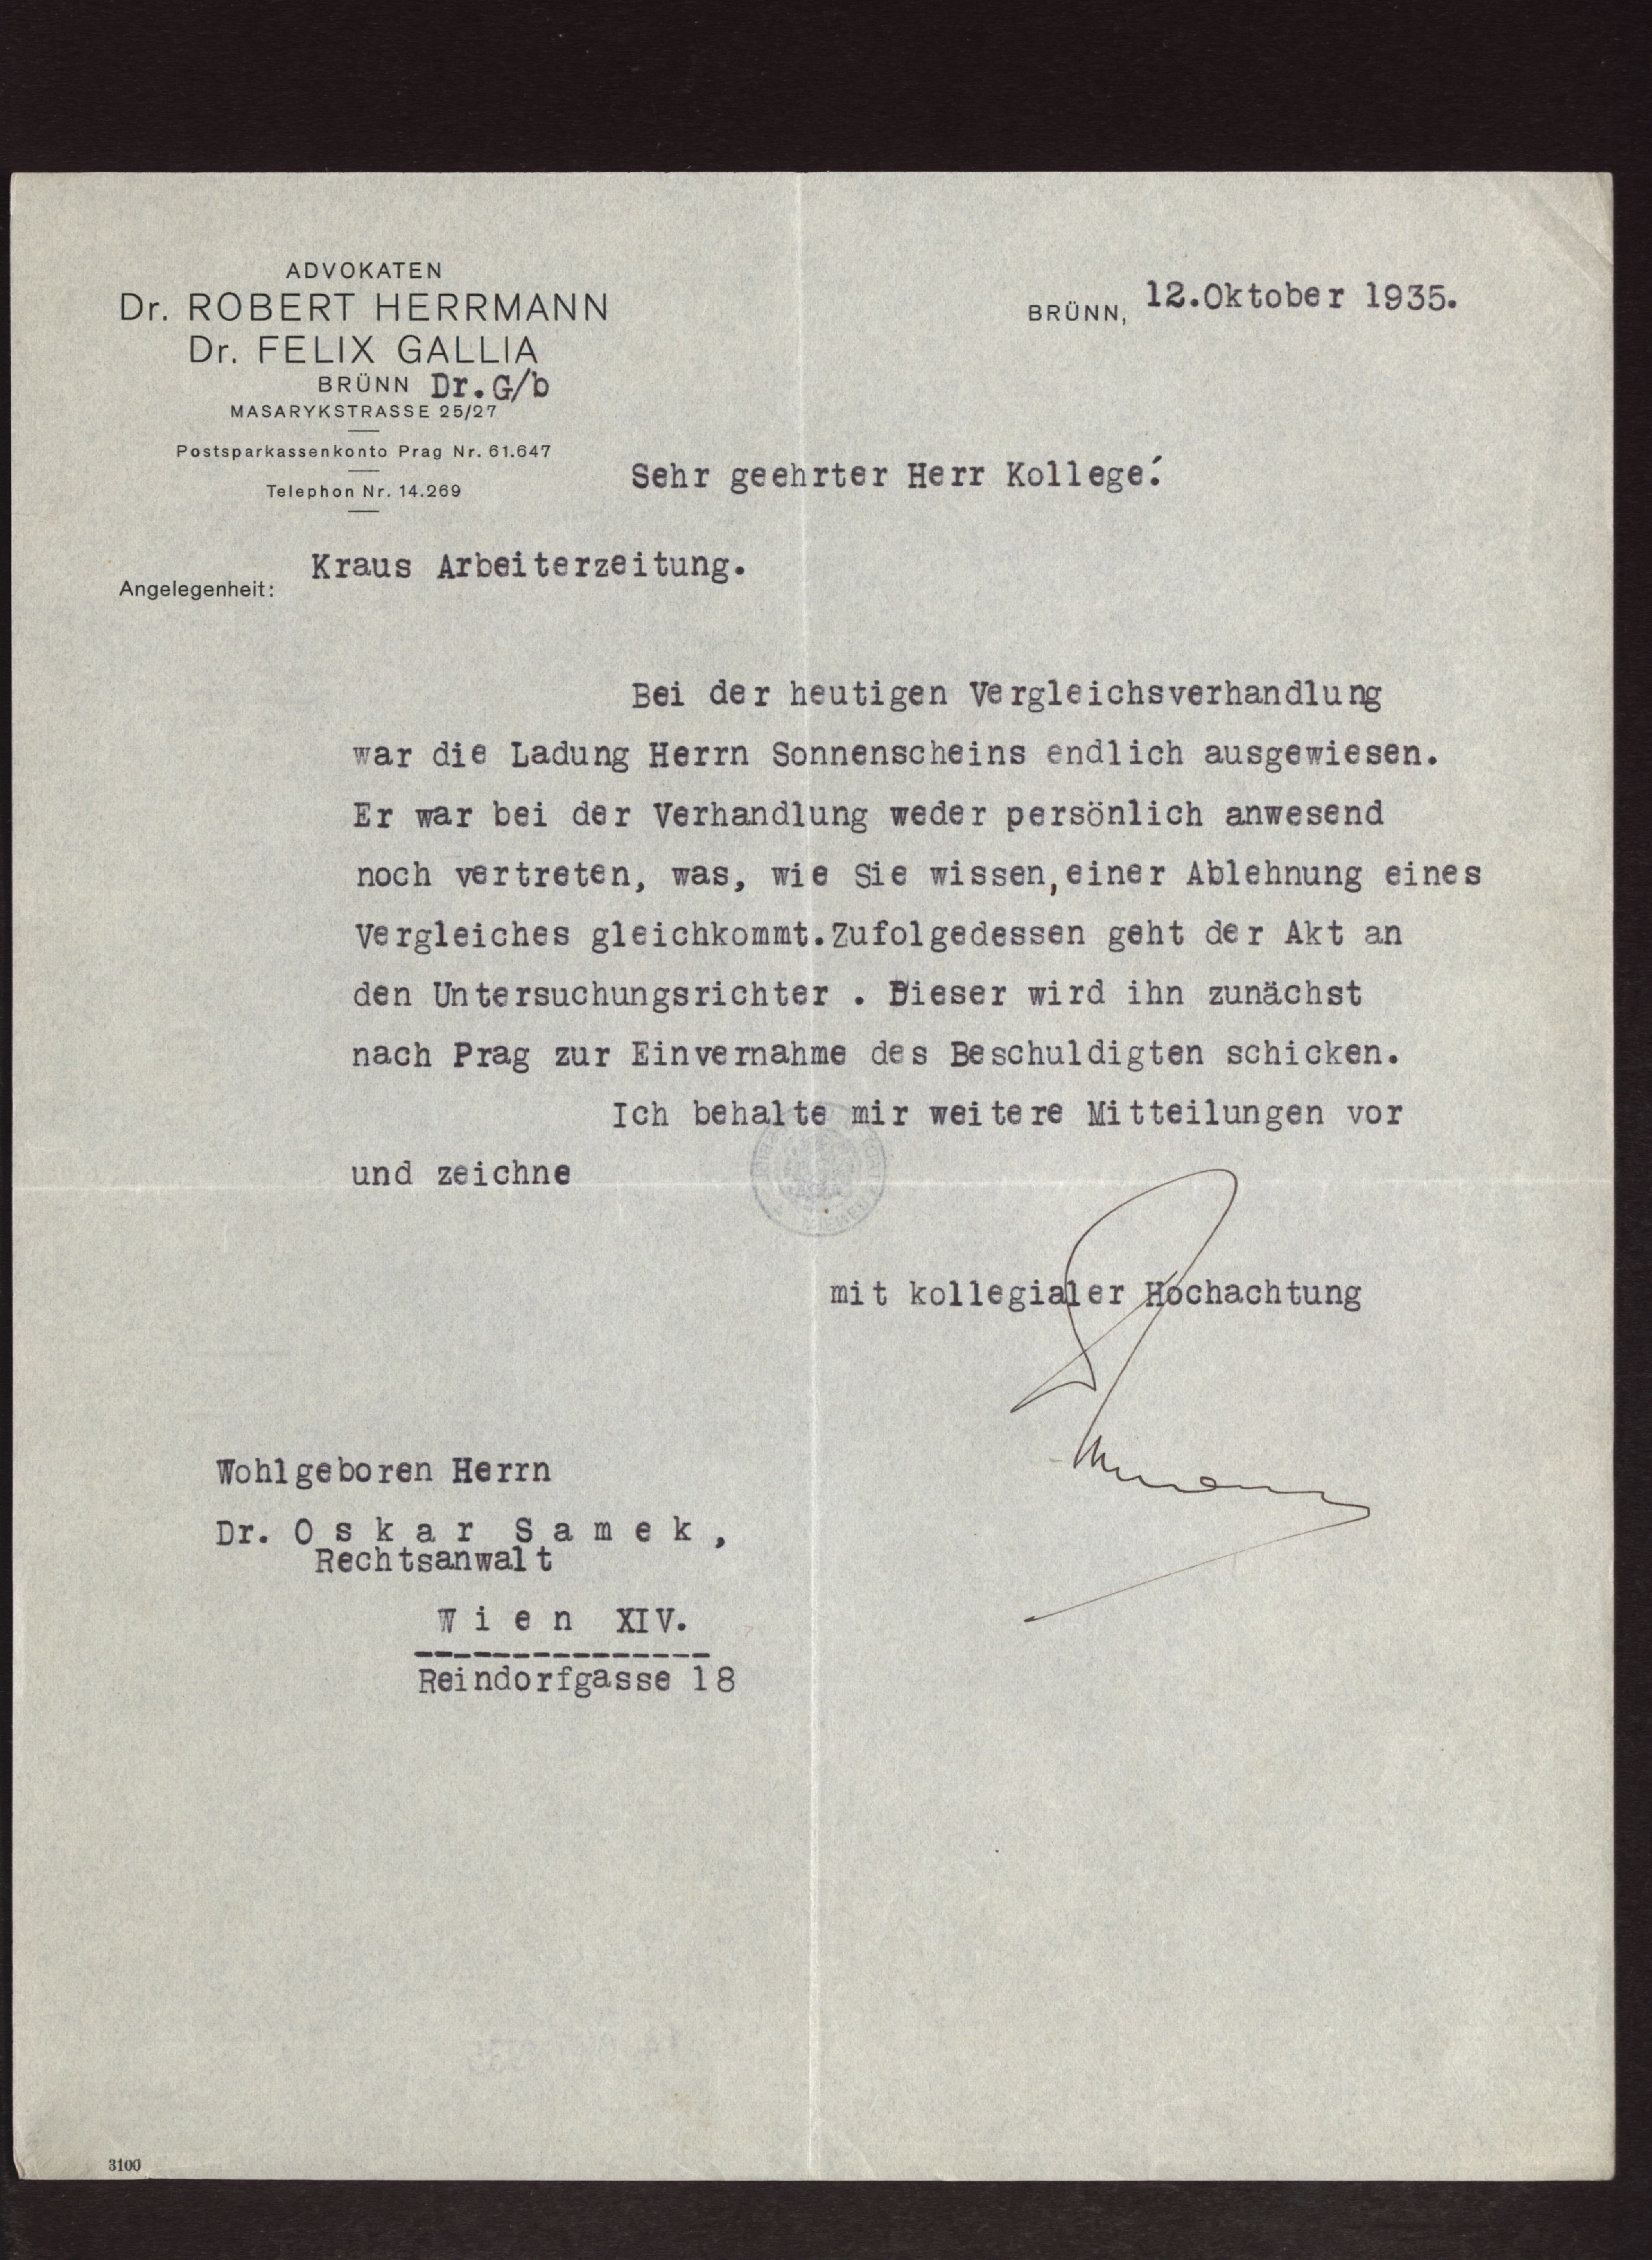 ADVOKATEN
Dr. ROBERT HERRMANN
Dr. FELIX GALLIA
BRÜNN Dr.G/b
MASARYKSTRASSE 25/27
Postsparkassenkonto Prag Nr. 61.647
Telephon Nr. 14.269
BRÜNN, 12.Oktober 1935.
Sehr geehrter Herr Kollege!
Angelegenheit: Kraus Arbeiterzeitung.
Bei der heutigen Vergleichsverhandlung
war die Ladung Herrn Sonnenscheins endlich ausgewiesen.
Er war bei der Verhandlung weder persönlich anwesend
noch vertreten, was, wie Sie wissen,einer Ablehnung eines
Vergleiches gleichkommt.Zufolgedessen geht der Akt an
den Untersuchungsrichter . Dieser wird ihn zunächst
nach Prag zur Einvernahme des Beschuldigten schicken.
Ich behalte mir weitere Mitteilungen vor
und zeichne
mit kollegialer Hochachtung
Wohlgeboren Herrn
Dr. O s k a r S a m e k ,
Rechtsanwalt
W i e n XIV.
Reindorfgasse 18
3100